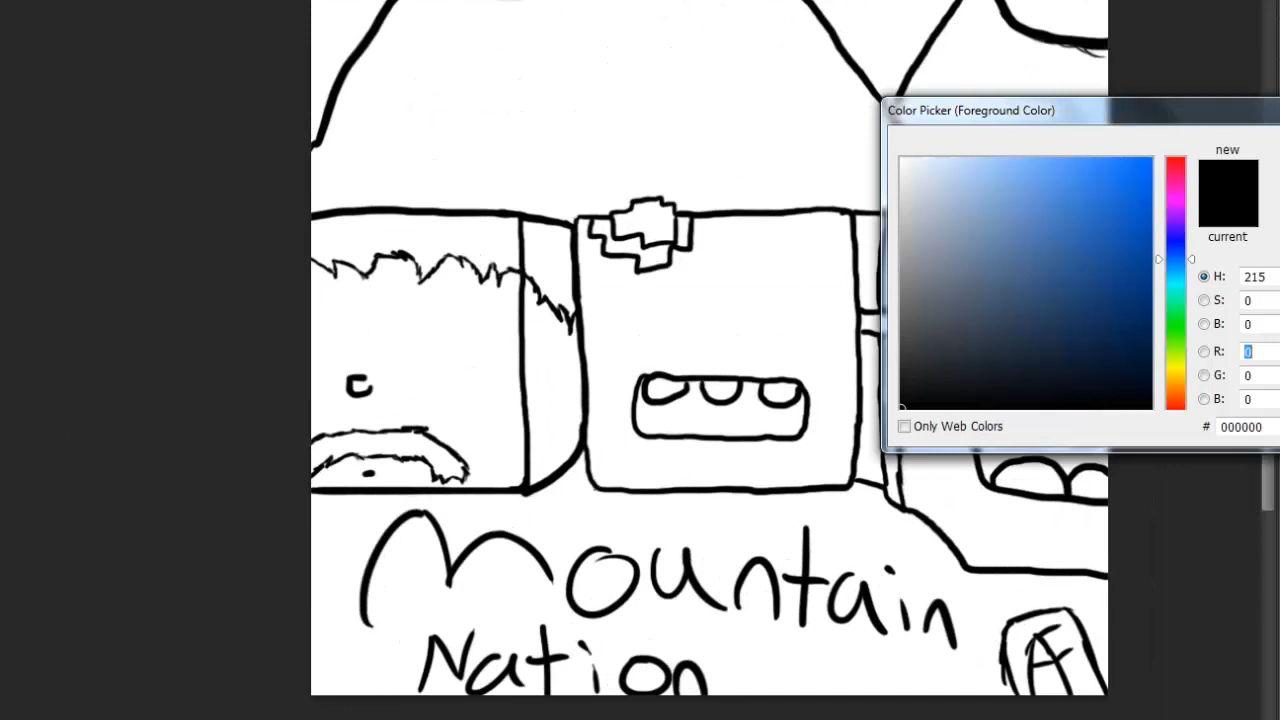 Color Picker (Foreground Color)
new
current
H: 215
S: 0
B: 0
R: 0
G: 0
B: 0
Only Web Colors
# 000000
Mountain
Nation
A